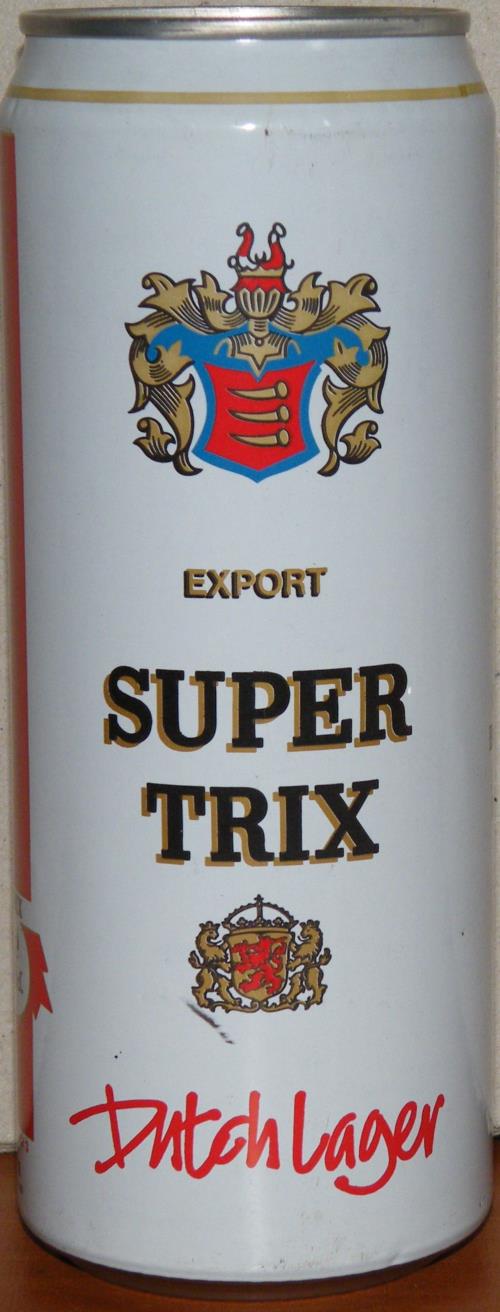 EXPORT
SUPER
TRIX
Dutch Lager